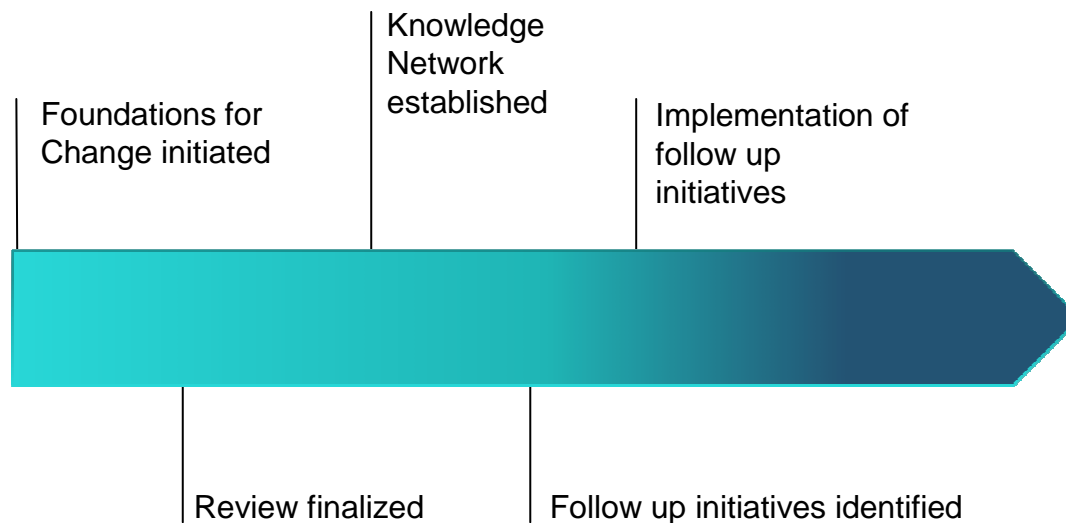 Knowledge
Network
established
Foundations for
Change initiated
Implementation of
follow up
initiatives
Review finalized
Follow up initiatives identified